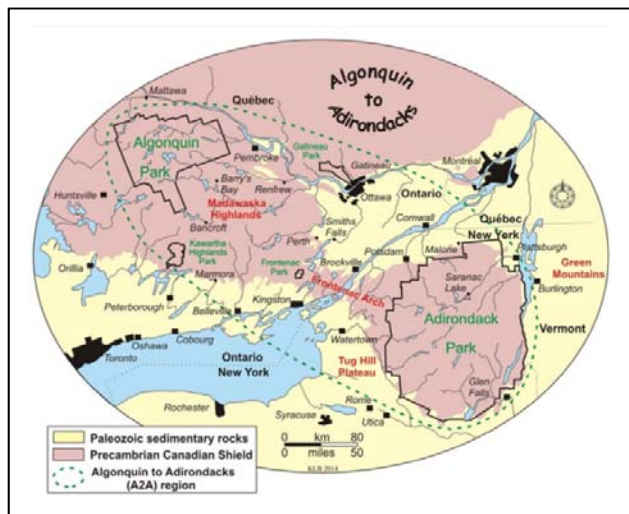 Algonquin
to
Adirondacks
Mattawa
Québec
Algonquin
Park
Pembroke
Gatineau
Park
Gatineau
Montréal
Huntsville
Barry's
Bay
Renfrew
Ottawa
Ontario
Madawaska
Highlands
Cornwall
Québec
New York
Bancroft
Smiths
Falls
Perth
Kawartha
Highlands
Park
Frontenac
Park
Brockville
Potsdam
Malorie
Plattsburgh
Green
Mountains
Orillia
Marmora
Frontenac Arch
Saranac
Lake
Burlington
Peterborough
Belleville
Kingston
Adirondack
Park
Vermont
Cobourg
Oshawa
Toronto
Ontario
New York
Watertown
Tug Hill
Plateau
Glen
Falls
Rochester
Syracuse
Rome
Utica
0 km 80
0 miles 50
KLB 2014
Paleozoic sedimentary rocks
Precambrian Canadian Shield
Algonquin to Adirondacks
(A2A) region